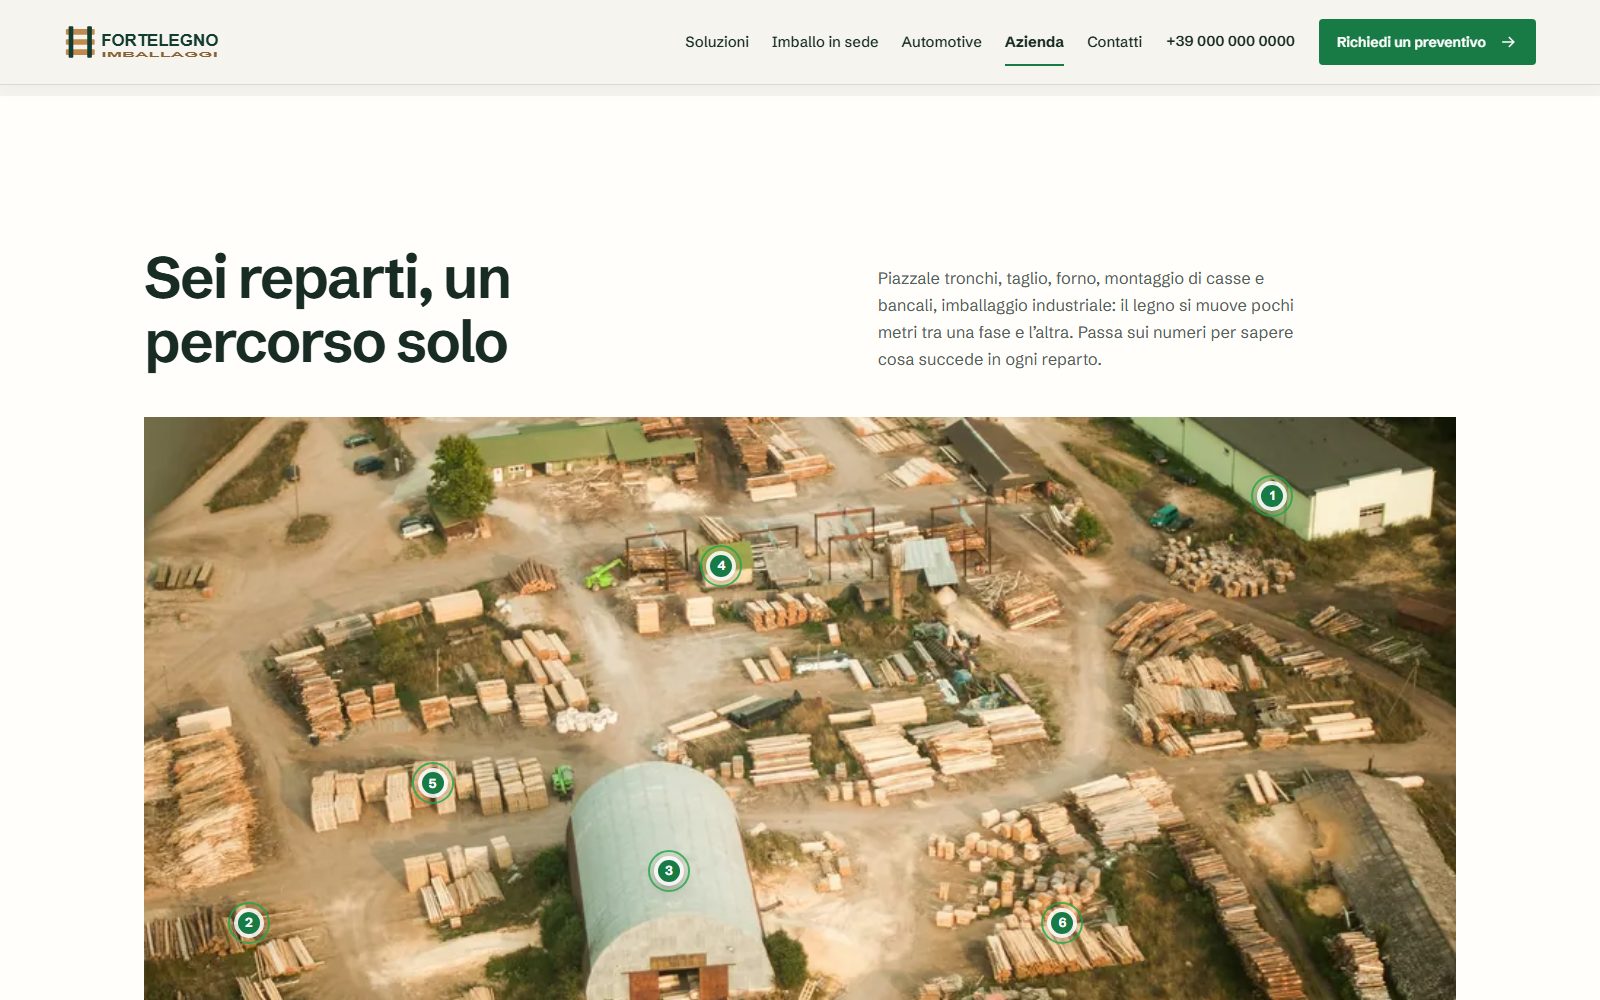 FORTELEGNO
IMBALLAGGI
Soluzioni
Imballo in sede
Automotive
Azienda
Contatti
+39 000 000 0000
Richiedi un preventivo
Sei reparti, un
percorso solo
Piazzale tronchi, taglio, forno, montaggio di casse e
bancali, imballaggio industriale: il legno si muove pochi
metri tra una fase e l’altra. Passa sui numeri per sapere
cosa succede in ogni reparto.
1
4
5
3
2
6